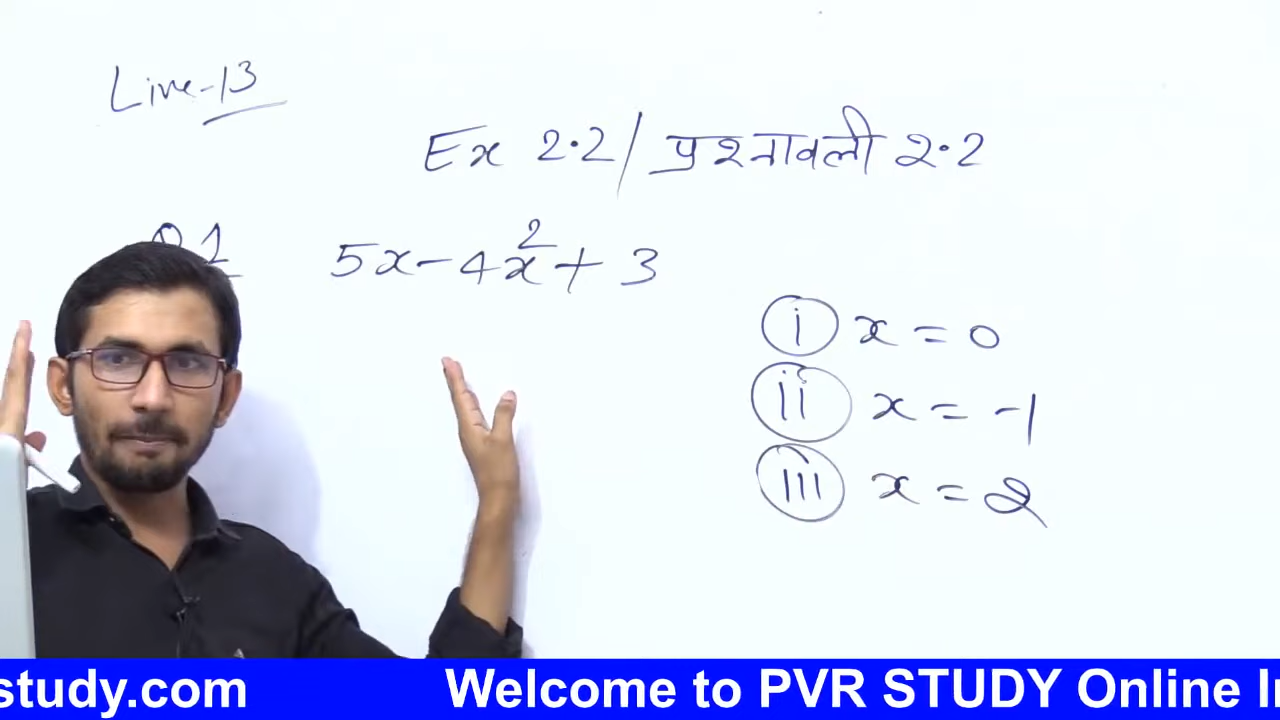 Live-13
Ex 2.2/ प्रश्नावली 2.2
5x-4x²+3
i x = 0
ii x = -1
iii x = 2
study.com Welcome to PVR STUDY Online